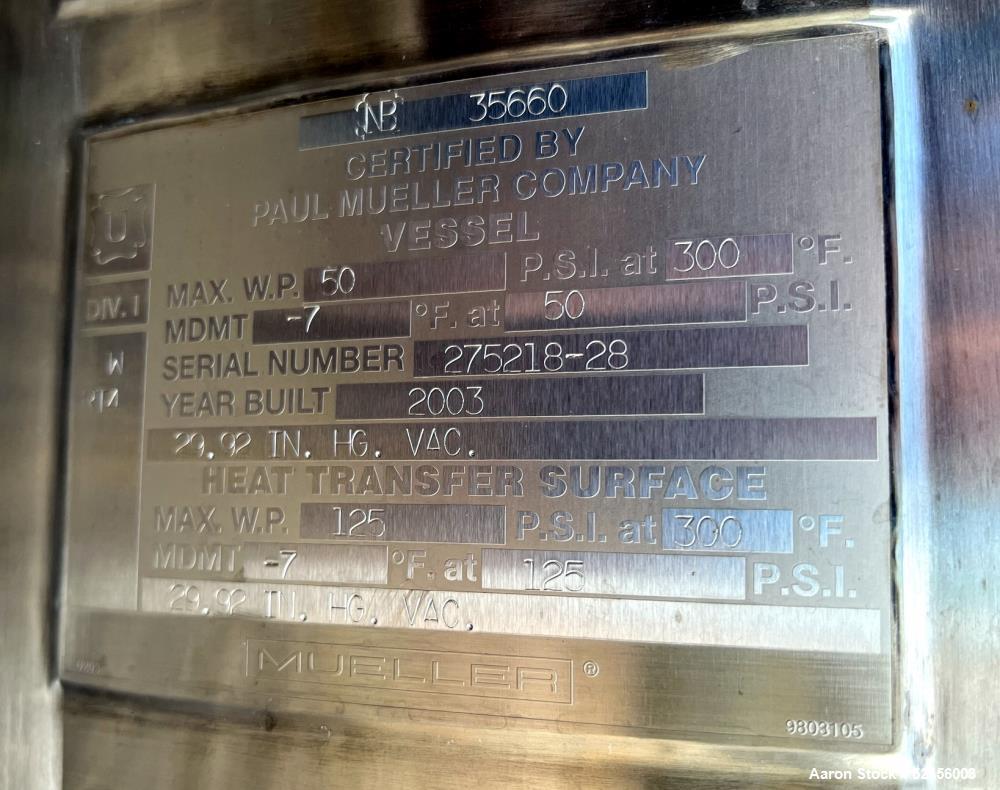 NB 35660
CERTIFIED BY
PAUL MUELLER COMPANY
VESSEL
U
DIV. 1
W
MAX. W.P. 50 P.S.I. at 300 °F.
MDMT -7 °F. at 50 P.S.I.
SERIAL NUMBER 275218-28
YEAR BUILT 2003
29.92 IN. HG. VAC.
HEAT TRANSFER SURFACE
MAX. W.P. 125 P.S.I. at 300 °F.
MDMT -7 °F. at 125 P.S.I.
29.92 IN. HG. VAC.
MUELLER®
9803105
Aaron Stock